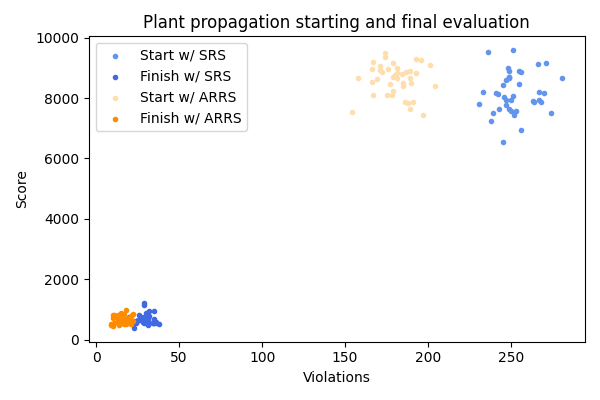 Plant propagation starting and final evaluation
Start w/ SRS
Finish w/ SRS
Start w/ ARRS
Finish w/ ARRS
Score
10000
8000
6000
4000
2000
0
0 50 100 150 200 250
Violations